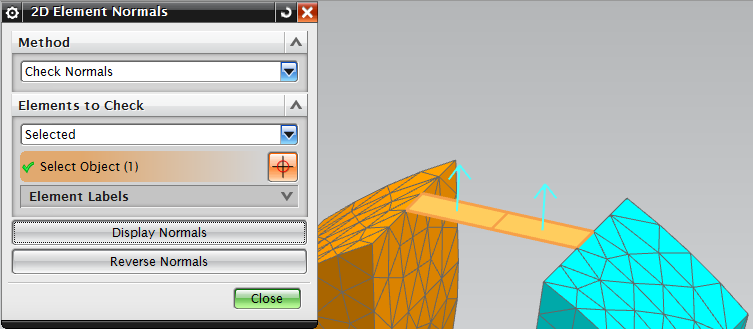 2D Element Normals
Method
Check Normals
Elements to Check
Selected
Select Object (1)
Element Labels
Display Normals
Reverse Normals
Close